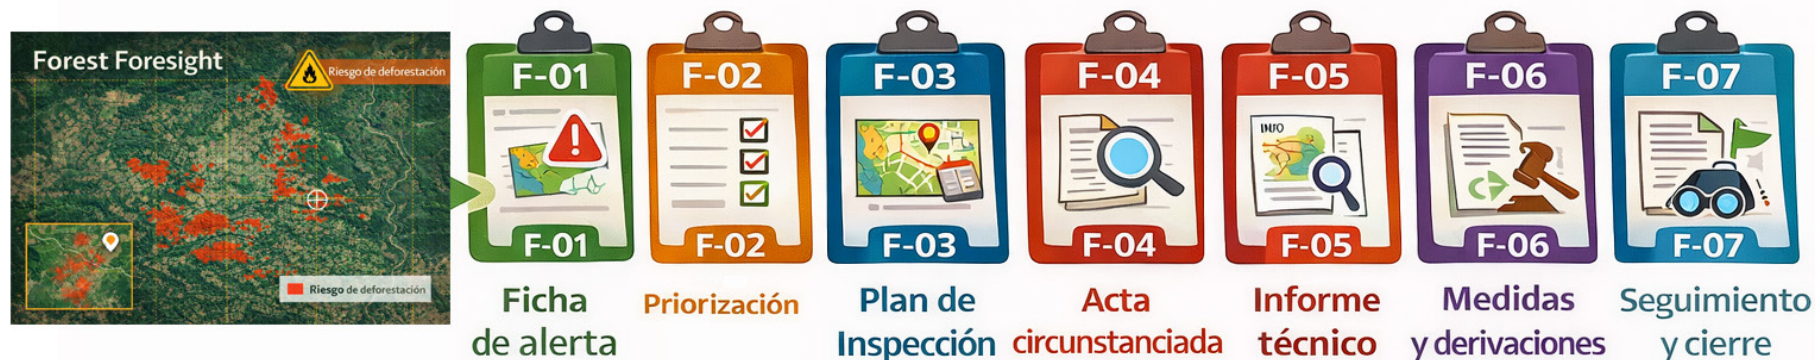 Forest Foresight
Riesgo de deforestación
Riesgo de deforestación
F-01
F-01
Ficha
de alerta
F-02
F-02
Priorización
F-03
F-03
Plan de
Inspección
F-04
F-04
Acta
circunstanciada
F-05
INFO
F-05
Informe
técnico
F-06
F-06
Medidas
y derivaciones
F-07
F-07
Seguimiento
y cierre